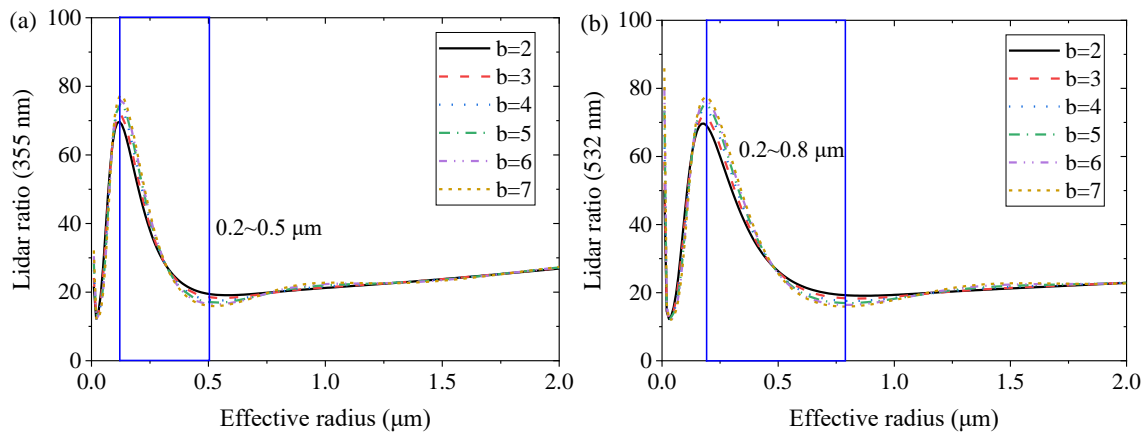 (a)
100
80
60
40
20
0
Lidar ratio (355 nm)
b=2
b=3
b=4
b=5
b=6
b=7
0.2~0.5 μm
0.0 0.5 1.0 1.5 2.0
Effective radius (μm)
(b)
100
80
60
40
20
0
Lidar ratio (532 nm)
b=2
b=3
b=4
b=5
b=6
b=7
0.2~0.8 μm
0.0 0.5 1.0 1.5 2.0
Effective radius (μm)